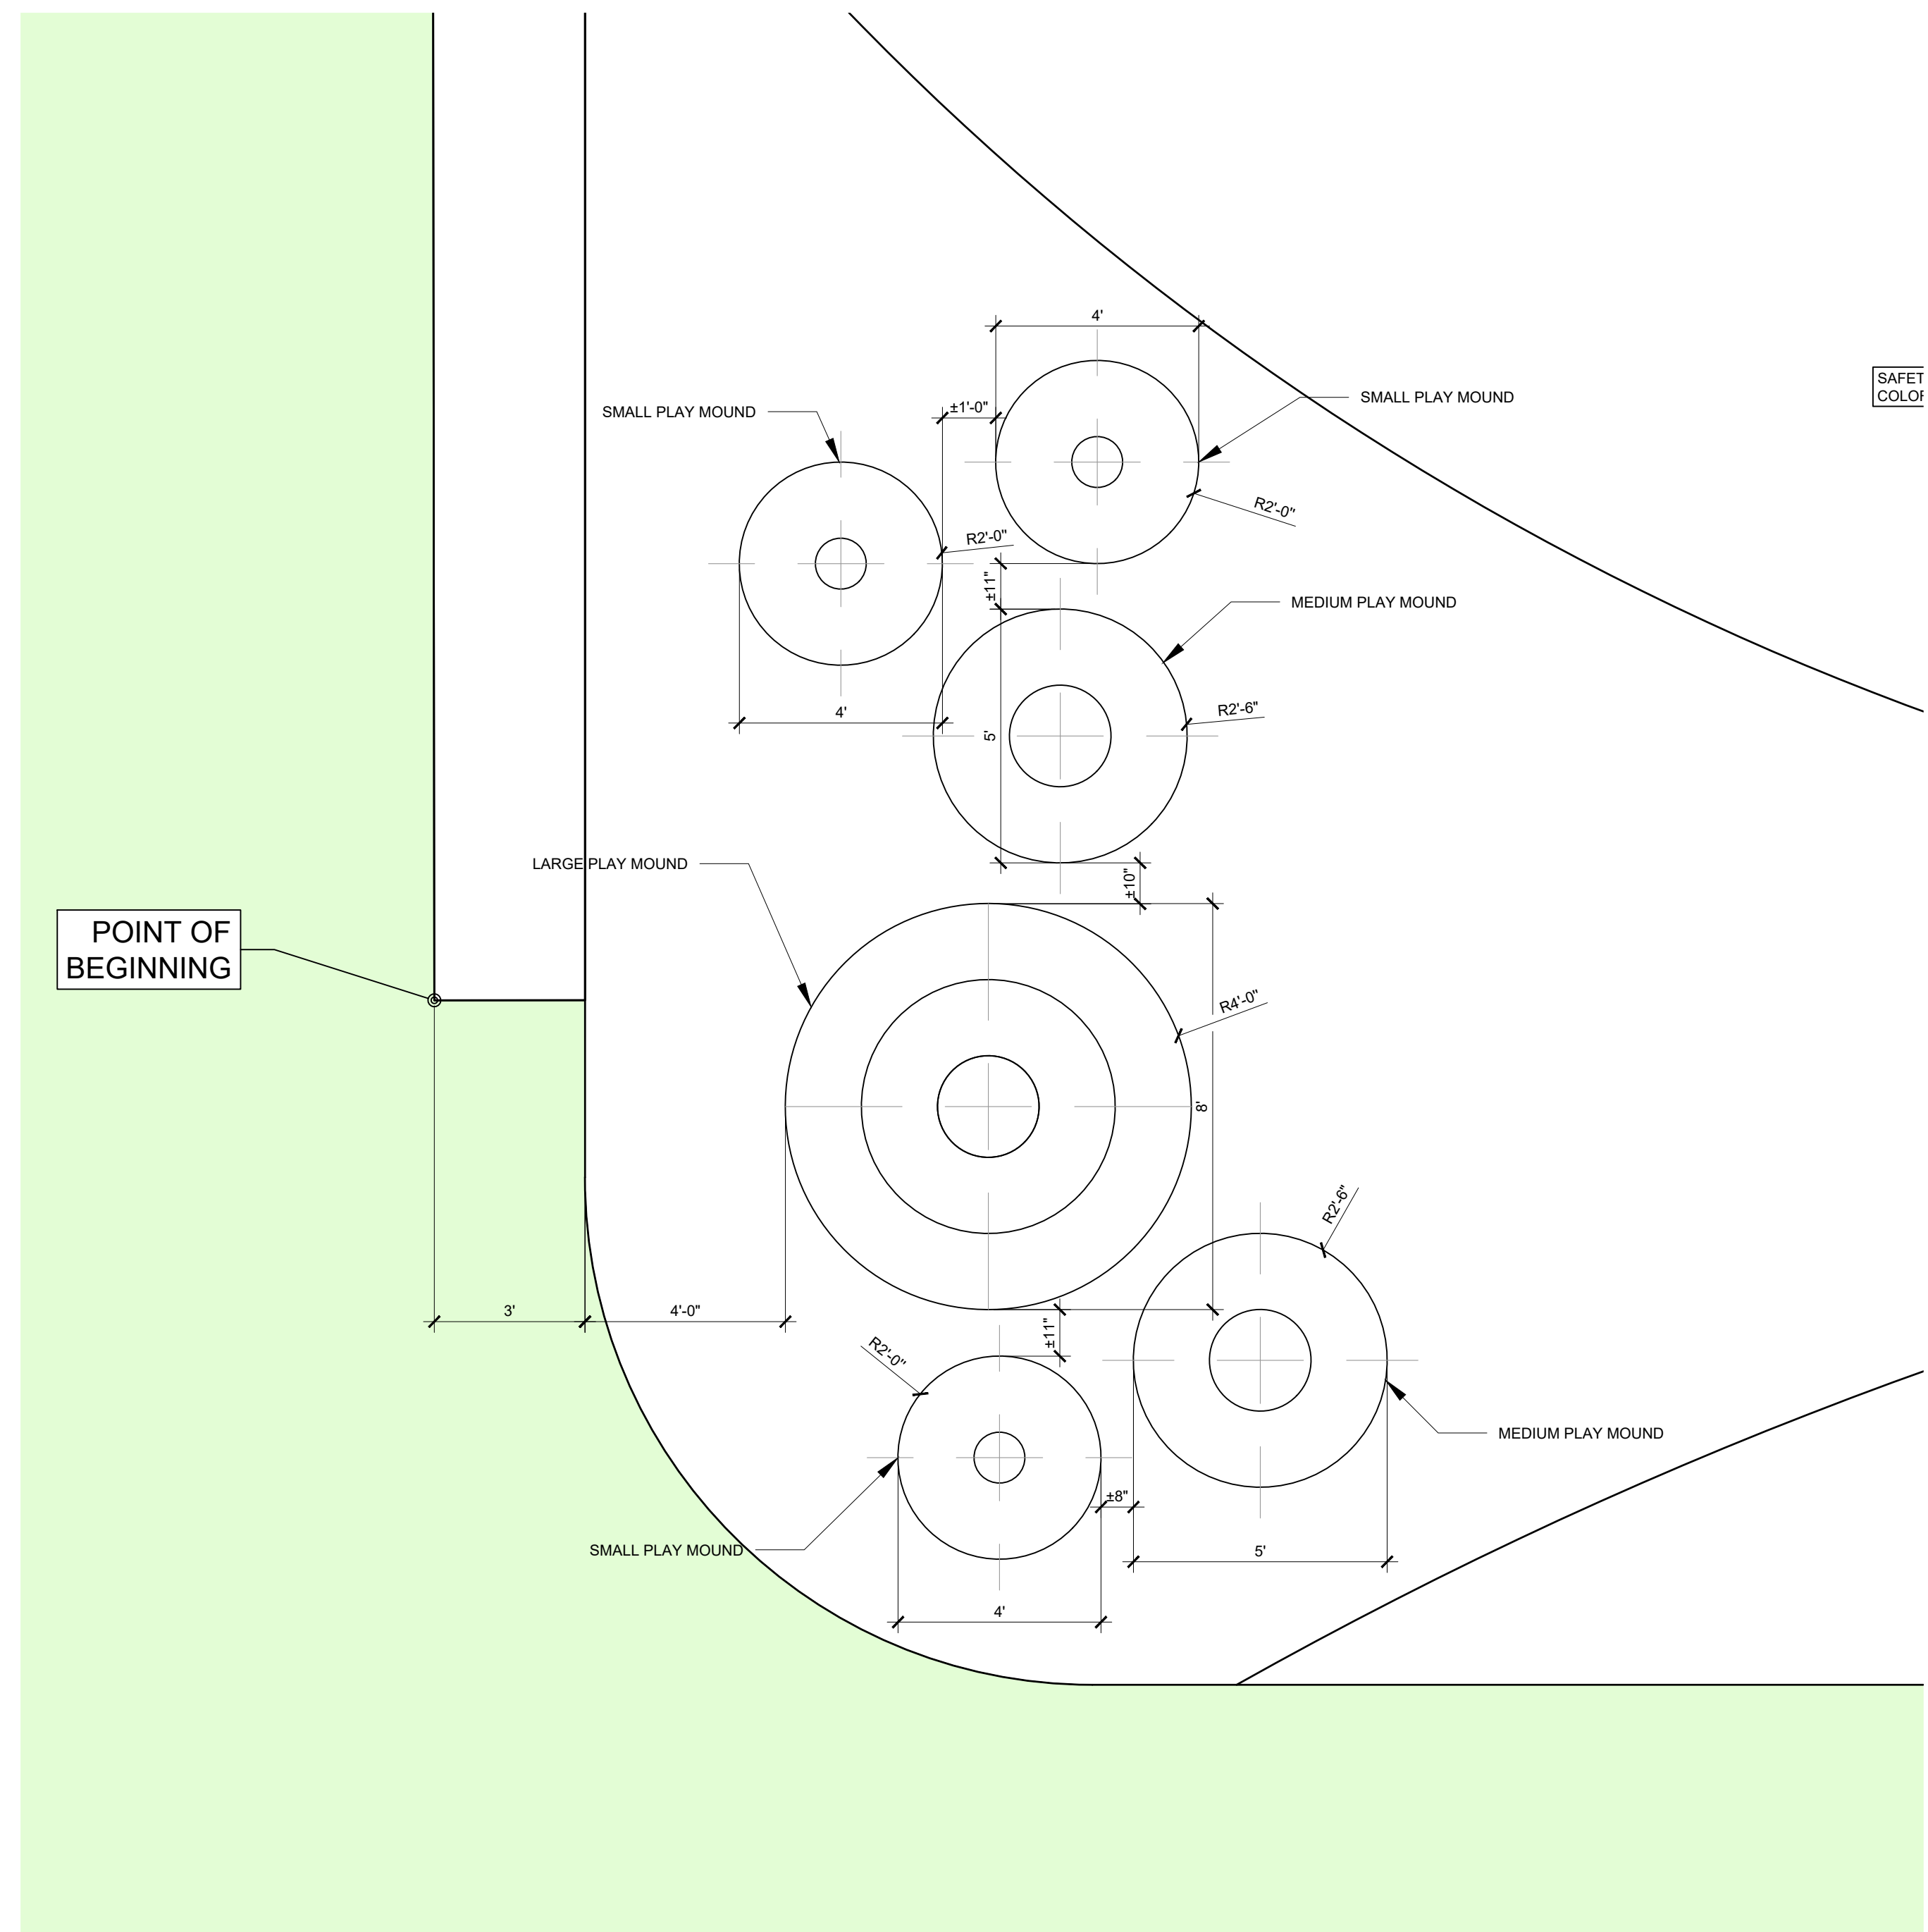 4'
SAFET
COLOF
SMALL PLAY MOUND
±1'-0"
SMALL PLAY MOUND
R2'-0"
R2'-0"
±11"
MEDIUM PLAY MOUND
R2'-6"
4'
5'
LARGE PLAY MOUND
±10"
POINT OF
BEGINNING
R4'-0"
8'
R2'-6"
3'
4'-0"
±11"
R2'-0"
MEDIUM PLAY MOUND
±8"
SMALL PLAY MOUND
5'
4'